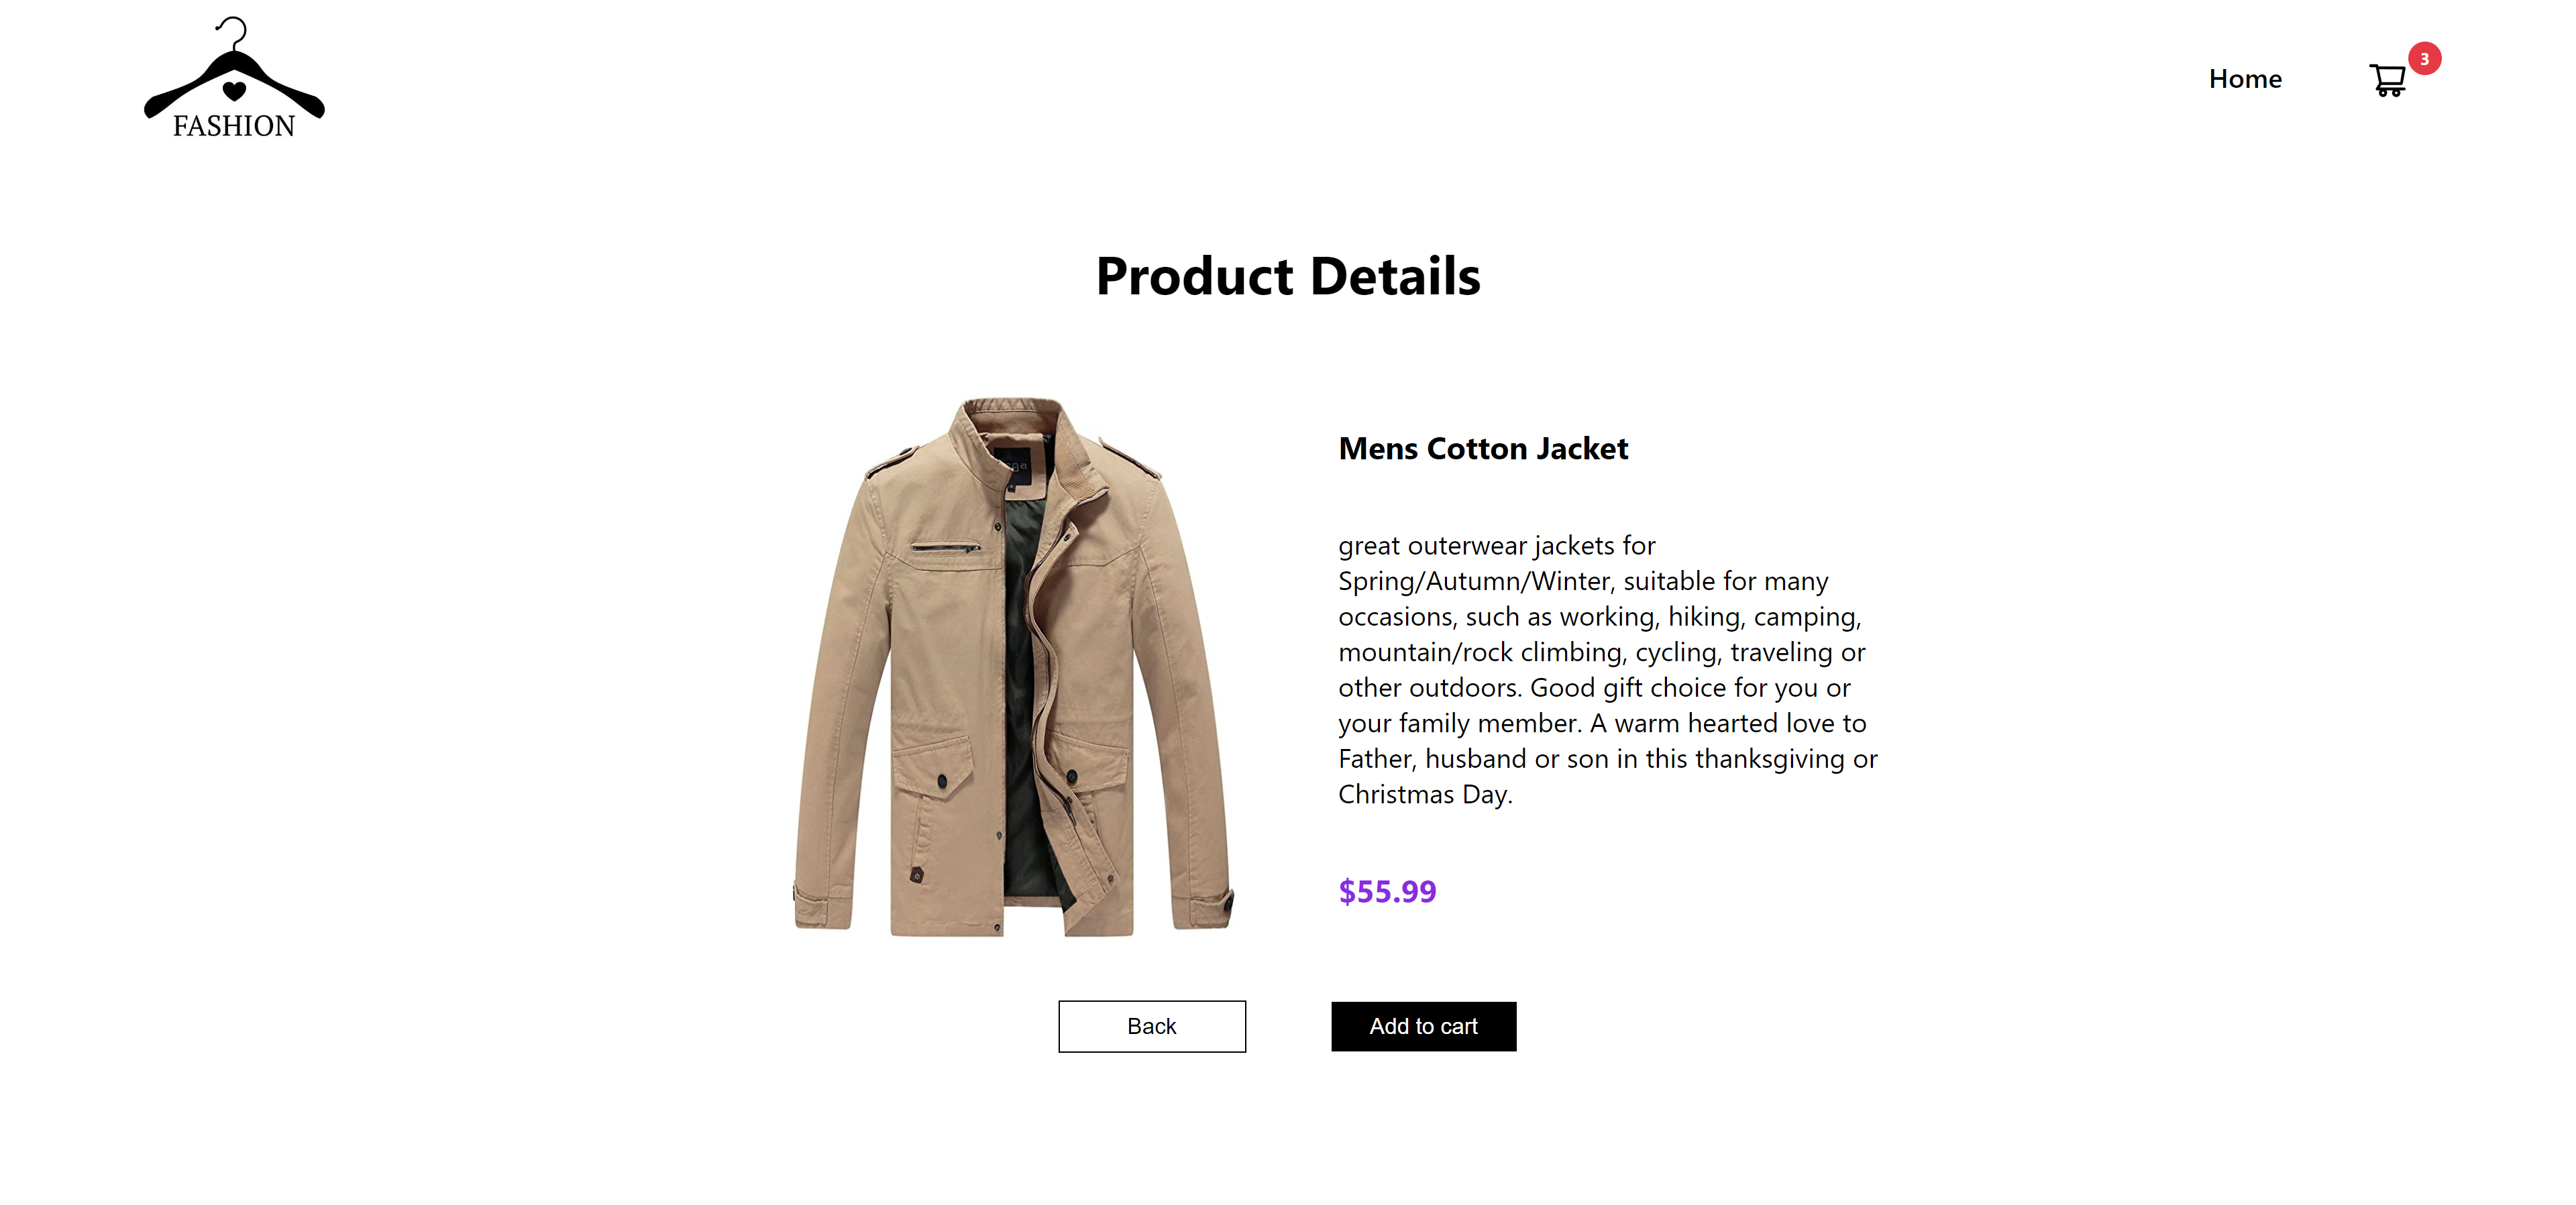 FASHION
Home
3
Product Details
Mens Cotton Jacket
great outerwear jackets for
Spring/Autumn/Winter, suitable for many
occasions, such as working, hiking, camping,
mountain/rock climbing, cycling, traveling or
other outdoors. Good gift choice for you or
your family member. A warm hearted love to
Father, husband or son in this thanksgiving or
Christmas Day.
$55.99
Back
Add to cart